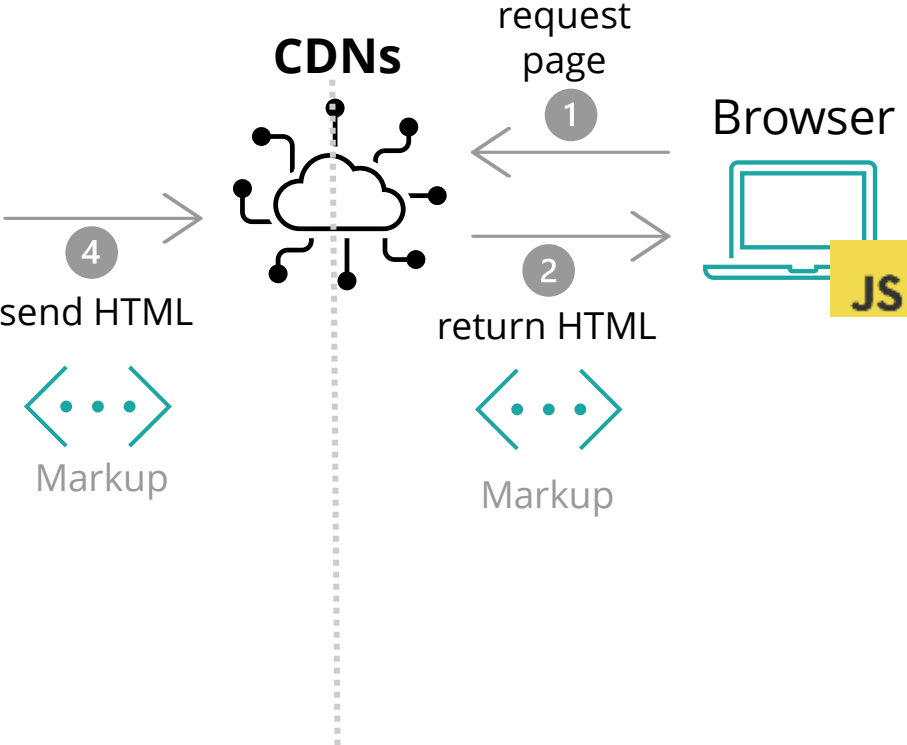 request
page
CDNs
1
Browser
4
2
JS
send HTML
return HTML
Markup
Markup